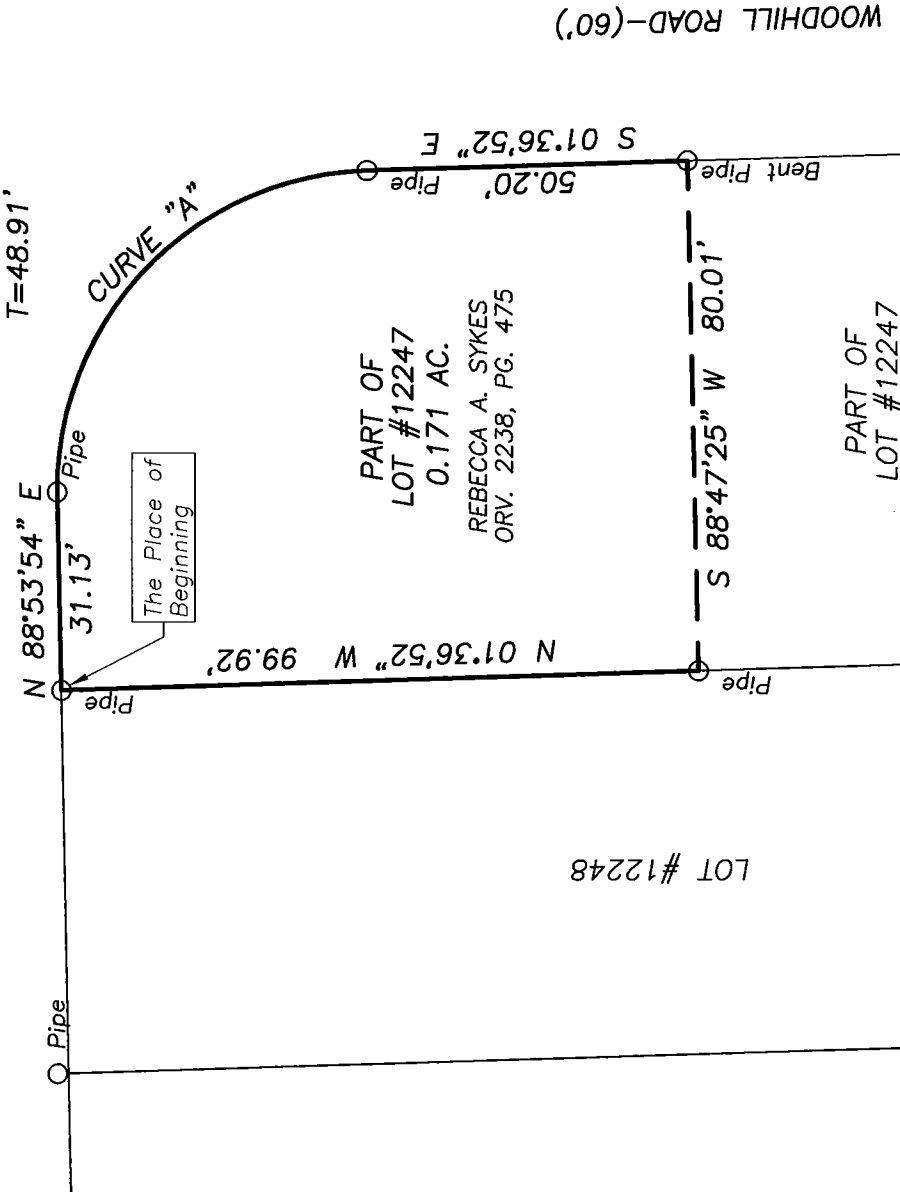 WOODHILL ROAD-(60')
T=48.91'
CURVE "A"
N 88°53'54" E
31.13'
Pipe
The Place of
Beginning
Pipe
S 01°36'52" E
50.20'
Pipe
Bent Pipe
PART OF
LOT #12247
0.171 AC.
REBECCA A. SYKES
ORV. 2238, PG. 475
N 01°36'52" W 99.92'
S 88°47'25" W 80.01'
Pipe
PART OF
LOT #12247
LOT #12248
Pipe